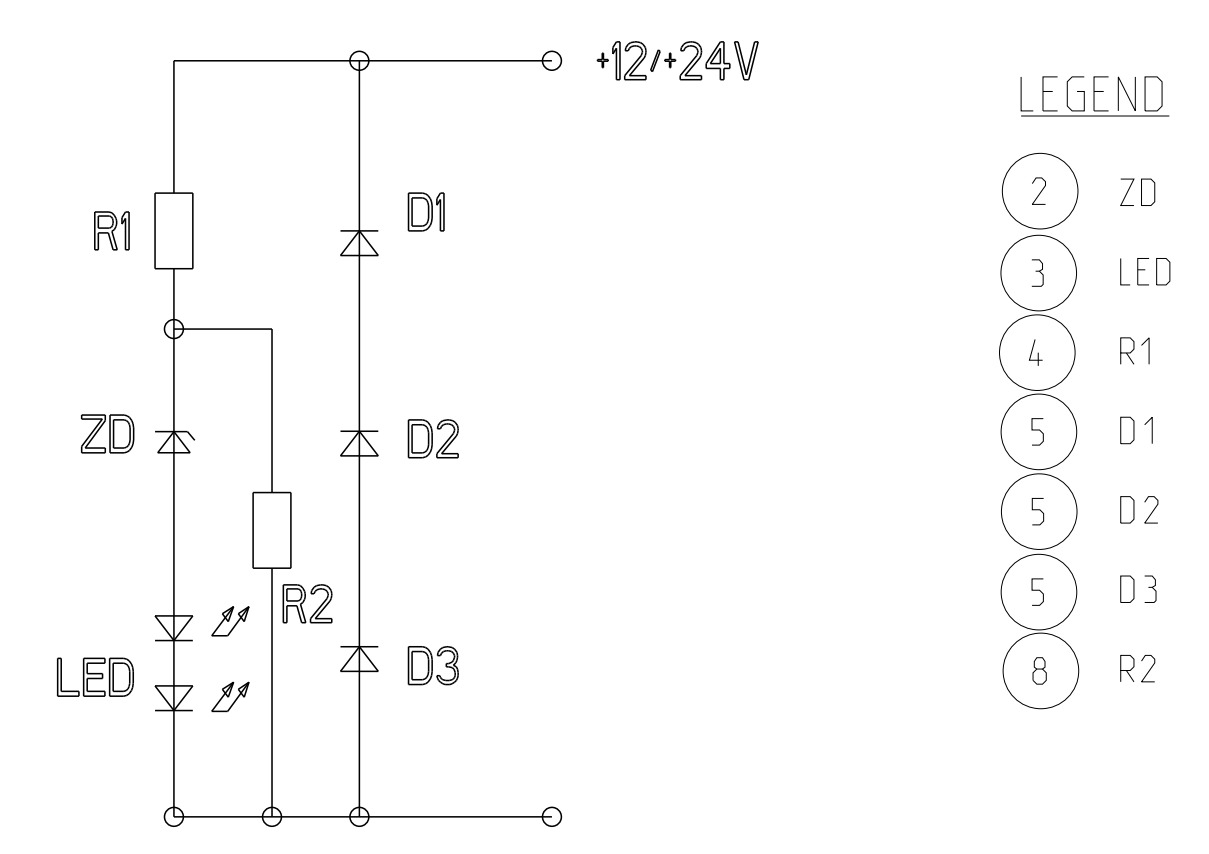 +12/+24V
LEGEND
2 ZD
R1
D1
3 LED
4 R1
ZD
D2
5 D1
5 D2
R2
5 D3
LED
D3
8 R2